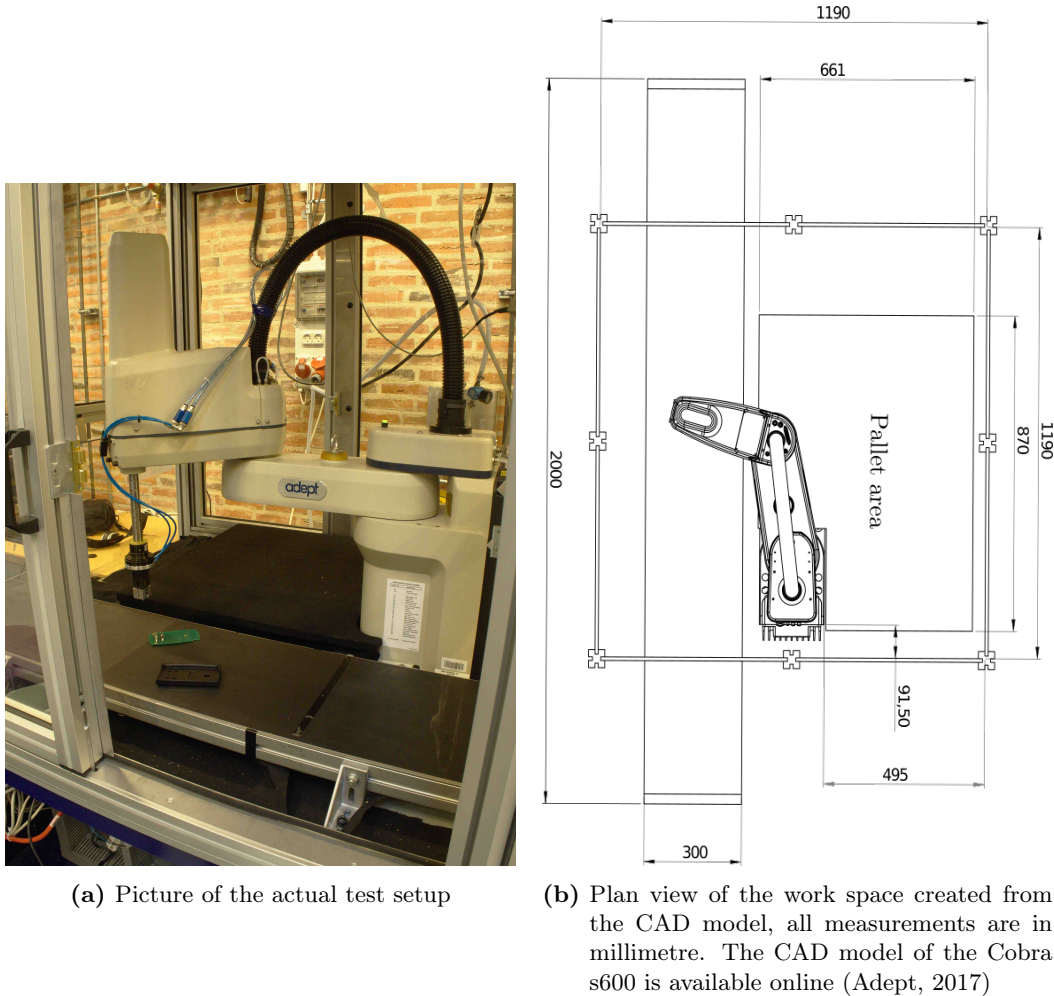 1190
661
2000
Pallet area
870
1190
91,50
495
300
adept
(a) Picture of the actual test setup
(b) Plan view of the work space created from
the CAD model, all measurements are in
millimetre. The CAD model of the Cobra
s600 is available online (Adept, 2017)